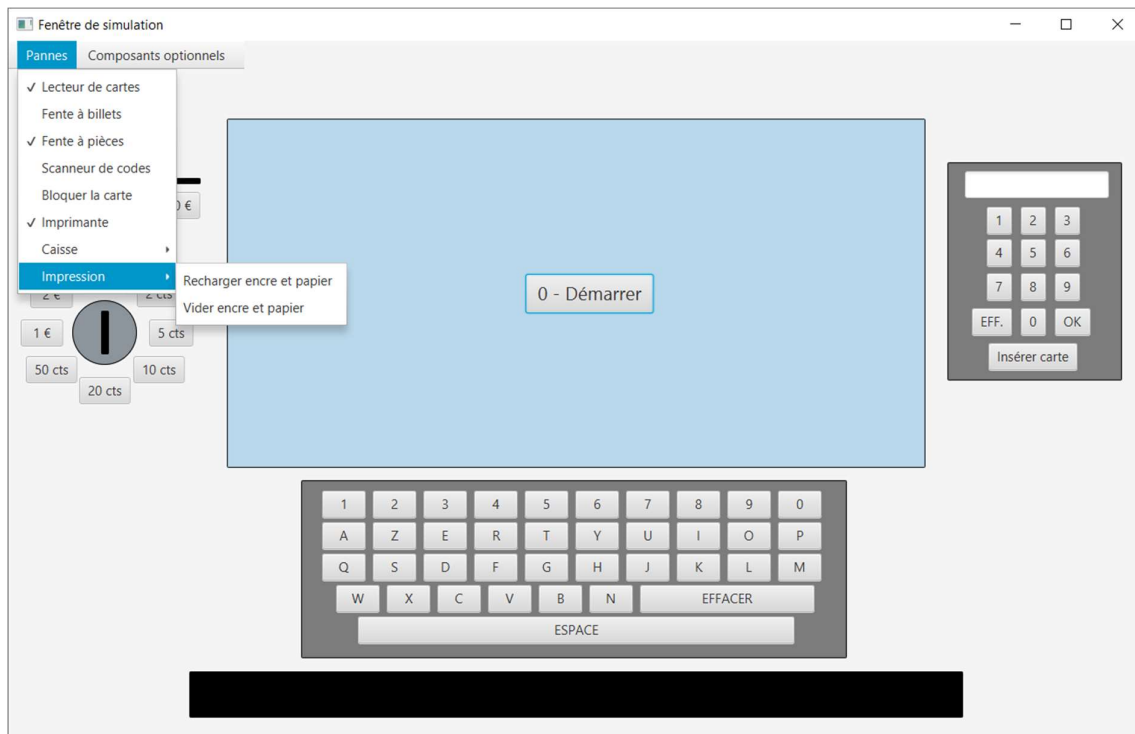 Fenêtre de simulation
Pannes Composants optionnels
✓ Lecteur de cartes
Fente à billets
✓ Fente à pièces
Scanneur de codes
Bloquer la carte
✓ Imprimante
Caisse
Impression
Recharger encre et papier
Vider encre et papier
0 €
2 €
1 €
5 cts
50 cts
10 cts
20 cts
0 - Démarrer
1 2 3
4 5 6
7 8 9
EFF. 0 OK
Insérer carte
1 2 3 4 5 6 7 8 9 0
A Z E R T Y U I O P
Q S D F G H J K L M
W X C V B N EFFACER
ESPACE